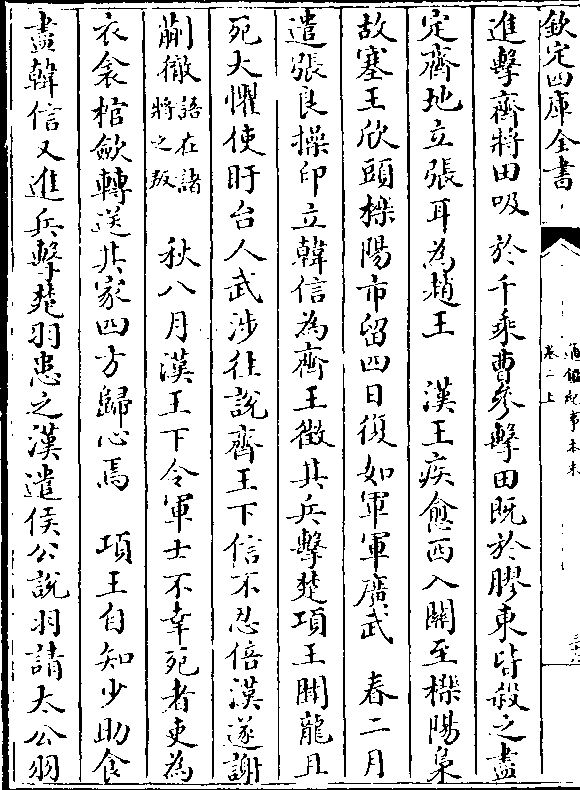 欽定四庫全書
通鑑紀事本末
卷二上
進擊齊將田吸 於千乘曹參擊田既於膠東皆殺之盡
定齊地立張耳為趙王 漢王疾愈西入關至櫟陽梟
故塞王欣頭櫟陽市留四日復如軍軍廣武 春二月
遣張良操印立韓信為齊王徵其兵擊楚項王聞龍且
死大懼使盱台人武涉往說齊王下信不忍倍漢遂謝
蒯徹語在諸將之叛 秋八月漢王下令軍士不幸死者吏為
衣衾棺斂轉送其家四方歸心焉 項王自知少助食
盡韓信又進兵擊楚羽患之漢遣侯公說羽請太公羽